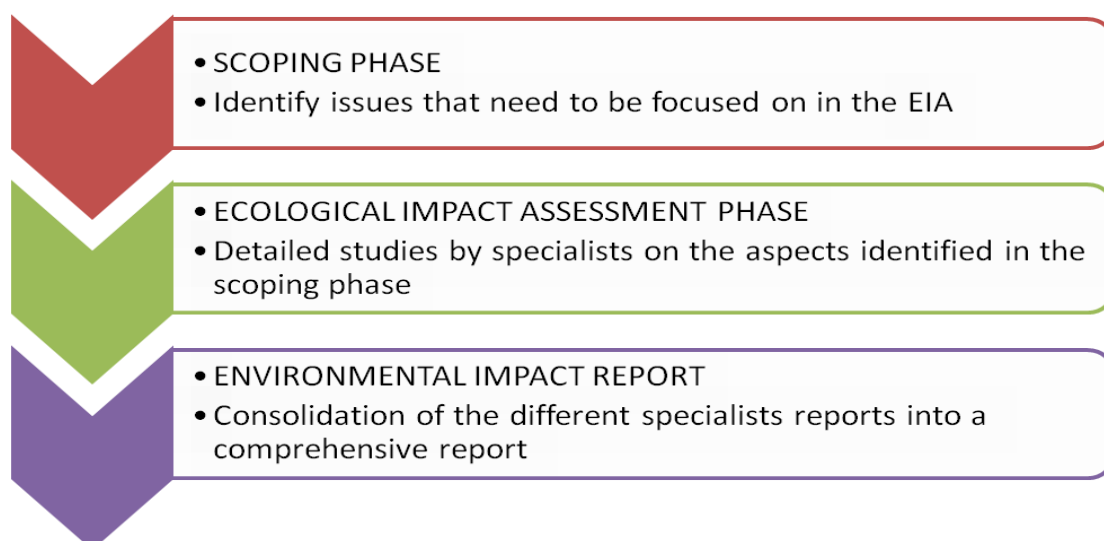 • SCOPING PHASE
• Identify issues that need to be focused on in the EIA
• ECOLOGICAL IMPACT ASSESSMENT PHASE
• Detailed studies by specialists on the aspects identified in the
scoping phase
• ENVIRONMENTAL IMPACT REPORT
• Consolidation of the different specialists reports into a
comprehensive report